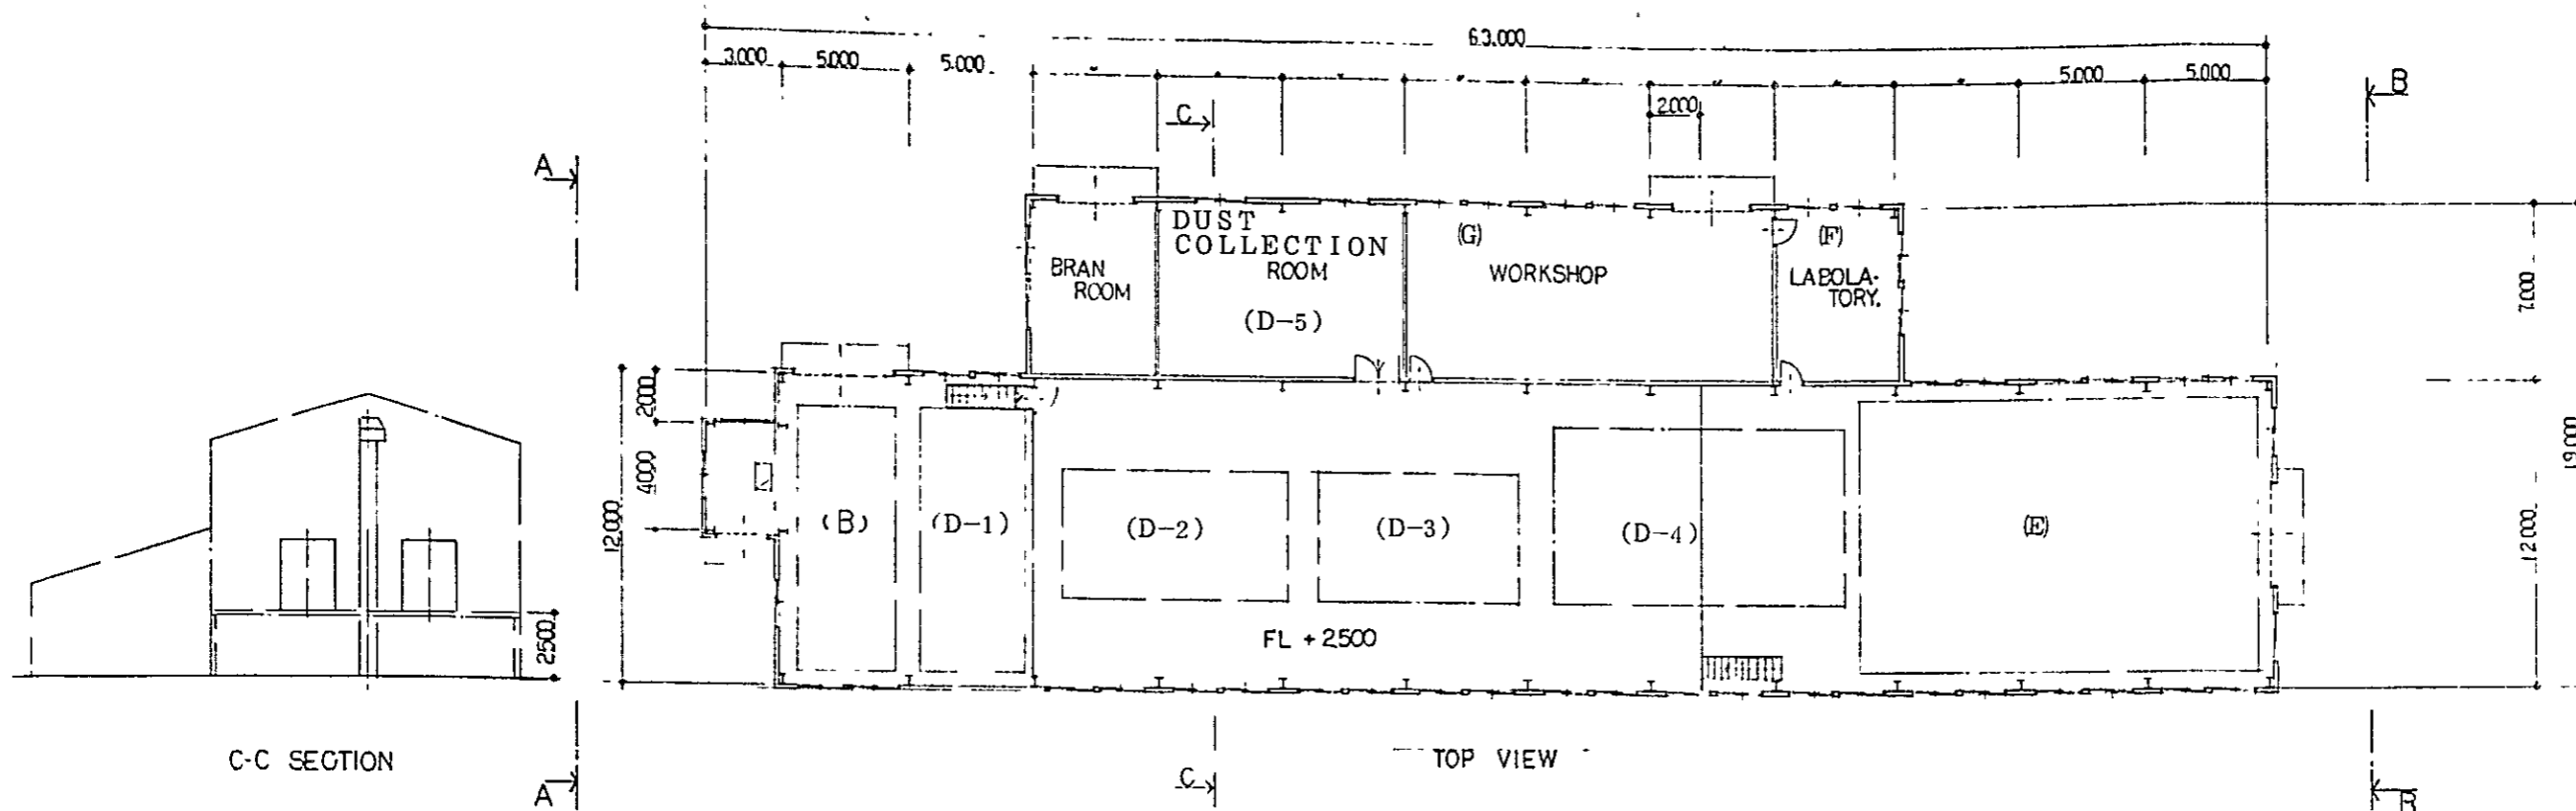 63.000
3.000 5.000 5.000 5.000 5.000
2.000
C
B
A
DUST
COLLECTION
ROOM
(D-5)
BRAN
ROOM
(G)
WORKSHOP
(F)
LABOLA-
TORY.
7.000
19.000
12.000
2.000
4.000
12.000
2500
(B)
(D-1)
(D-2)
(D-3)
(D-4)
(E)
FL + 2.500
C-C SECTION
TOP VIEW
A
C
B